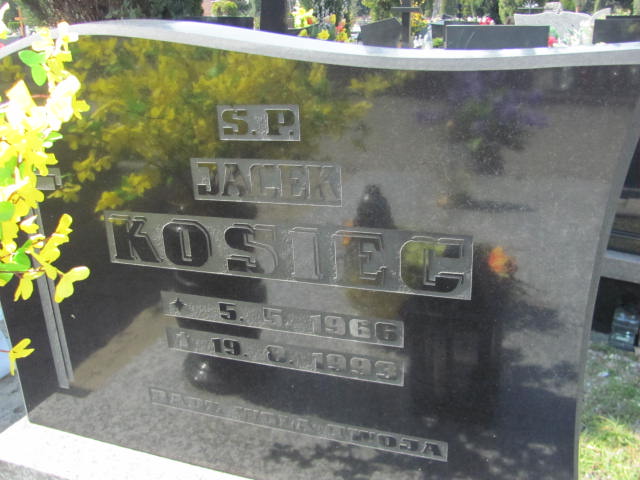 S.P.
JACEK
KOSIEC
5. 5. 1966
19. 8. 1993